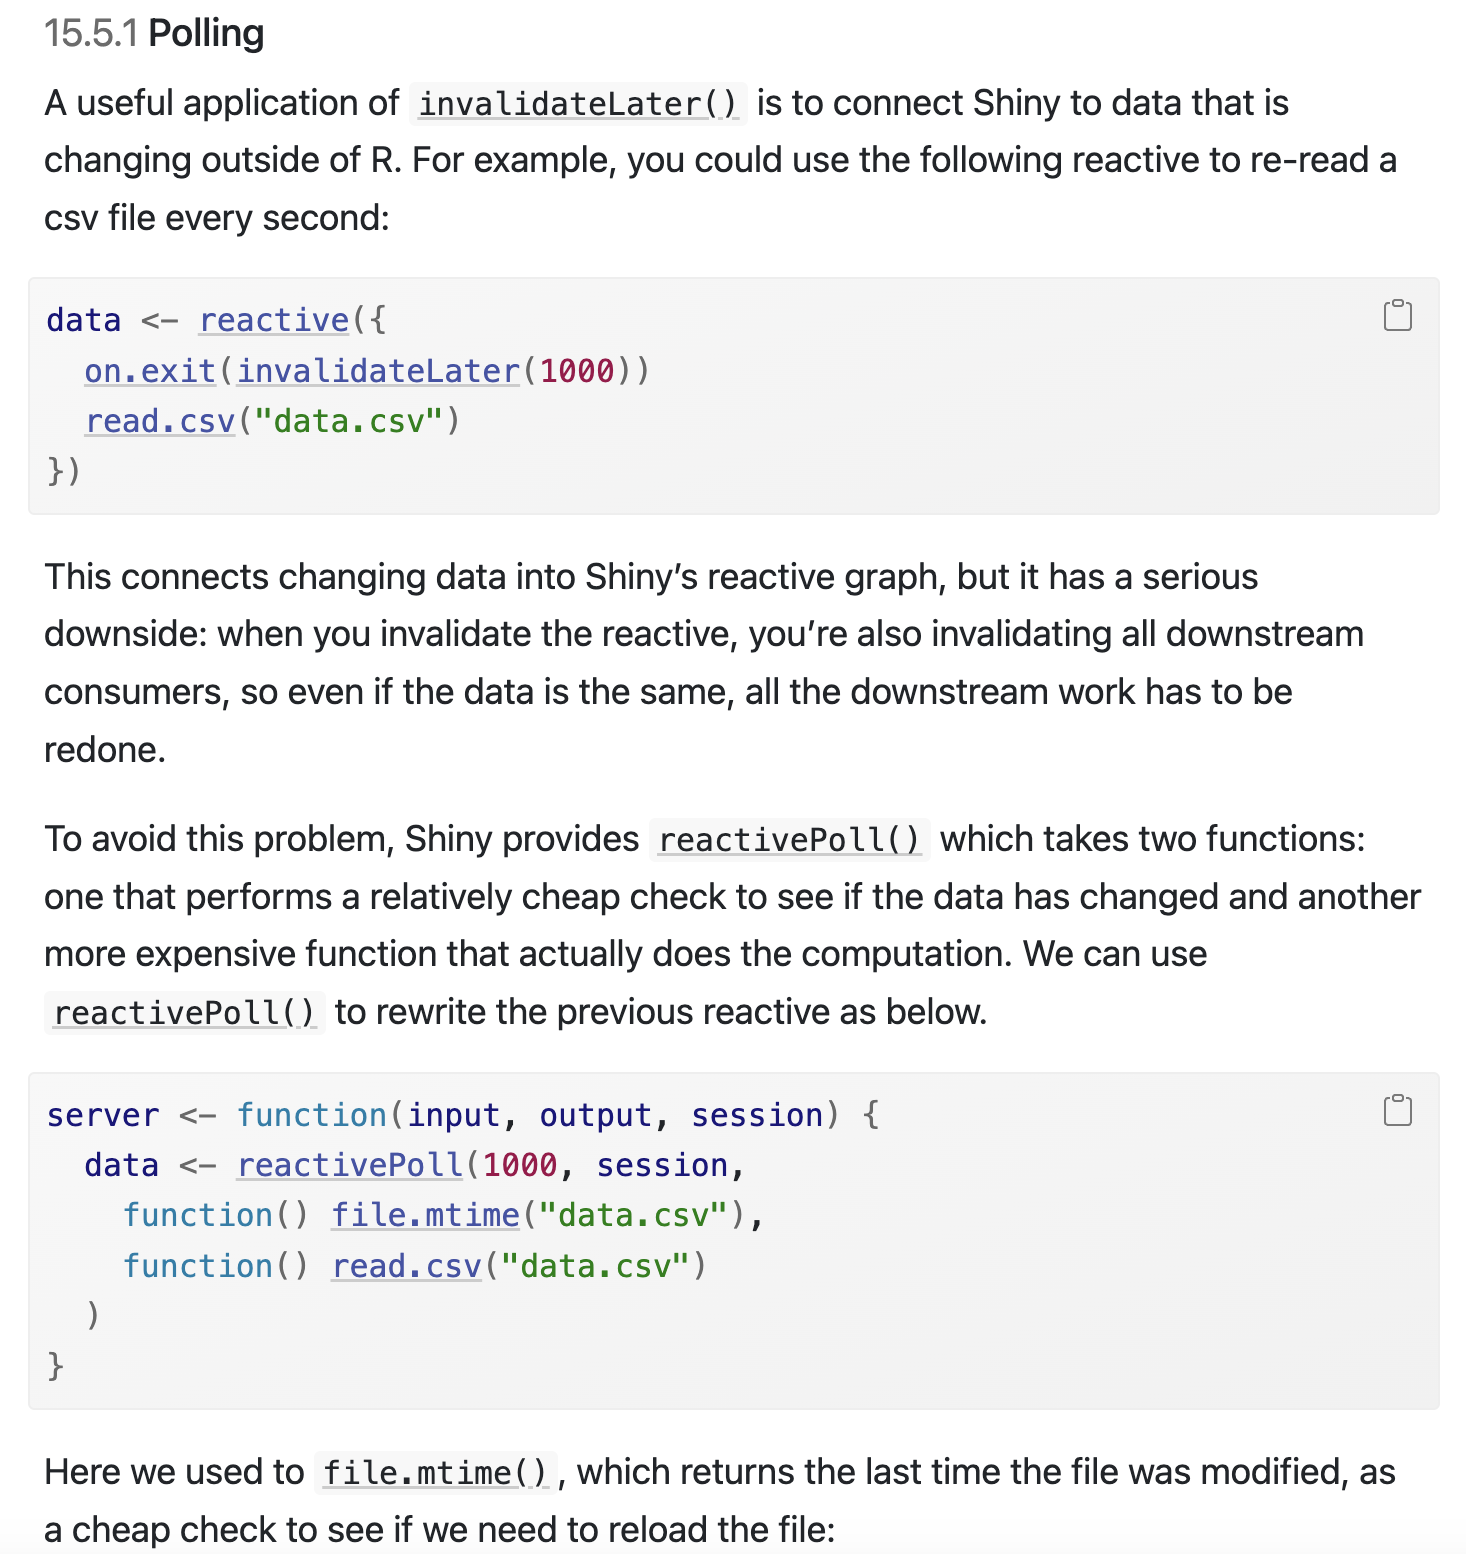 15.5.1 Polling
A useful application of invalidateLater() is to connect Shiny to data that is
changing outside of R. For example, you could use the following reactive to re-read a
csv file every second:
data <- reactive({
  on.exit(invalidateLater(1000))
  read.csv("data.csv")
})
This connects changing data into Shiny’s reactive graph, but it has a serious
downside: when you invalidate the reactive, you’re also invalidating all downstream
consumers, so even if the data is the same, all the downstream work has to be
redone.
To avoid this problem, Shiny provides reactivePoll() which takes two functions:
one that performs a relatively cheap check to see if the data has changed and another
more expensive function that actually does the computation. We can use
reactivePoll() to rewrite the previous reactive as below.
server <- function(input, output, session) {
  data <- reactivePoll(1000, session,
    function() file.mtime("data.csv"),
    function() read.csv("data.csv")
  )
}
Here we used to file.mtime(), which returns the last time the file was modified, as
a cheap check to see if we need to reload the file: